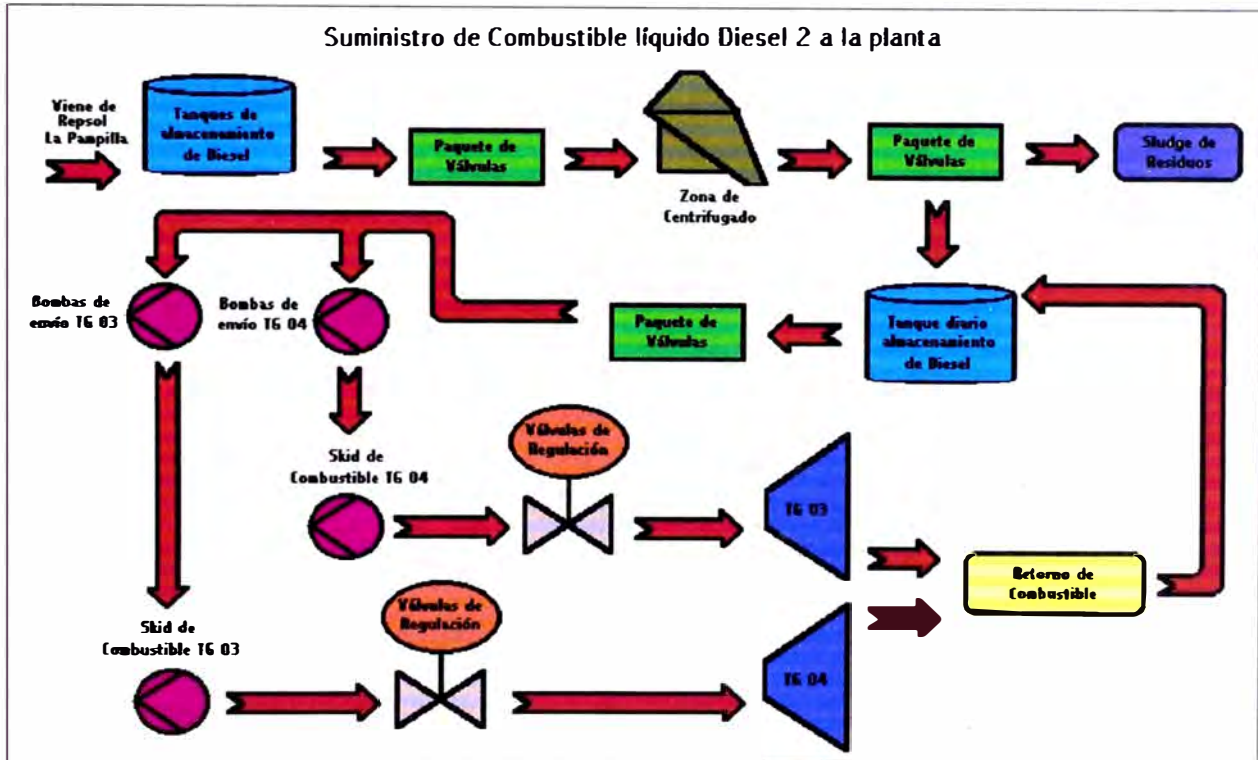 Suministro de Combustible líquido Diesel 2 a la planta
Viene de
Repsol
La Pampilla
Tanques de
almacenamiento
de Diesel
Paquete de
Válvulas
Zona de
Centrifugado
Paquete de
Válvulas
Sludge de
Residuos
Bombas de
envío TG 03
Bombas de
envío TG 04
Paquete de
Válvulas
Tanque diario
almacenamiento
de Diesel
Skid de
Combustible TG 04
Válvulas de
Regulación
TG 03
Retorno de
Combustible
Skid de
Combustible TG 03
Válvulas de
Regulación
TG 04